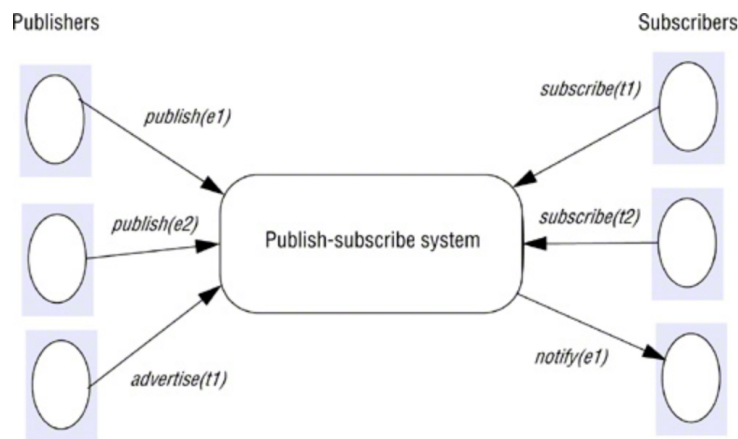 Publishers
Subscribers
publish(e1)
subscribe(t1)
publish(e2)
subscribe(t2)
Publish-subscribe system
advertise(t1)
notify(e1)